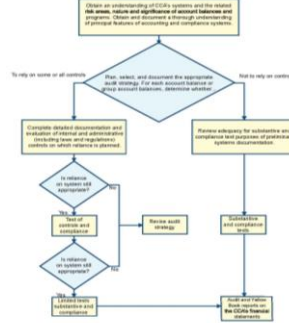 Obtain an understanding of CCAs systems and the related
risk areas, nature and significance of account balances and
programs. Obtain and document a thorough understanding
of principal features of accounting and compliance systems.
To rely on some or all controls
Not to rely on contro
Plan, select, and document the appropriate
audit strategy. For each account balance or
group account balances, determine whether
Complete detailed documentation and
evaluation of internal and administrative
(including laws and regulations)
controls on which reliance is planned.
Review adequacy for substantive and
compliance test purposes of preliminary
systems documentation.
Is reliance
on system still
appropriate?
No
Yes
Test of
controls and
compliance
Revise audit
strategy
Substantive
and compliance
tests
Is reliance
on system still
appropriate?
No
Yes
Limited tests
substantive and
compliance
Audit and Yellow
Book reports on
the CCAs financial
statements